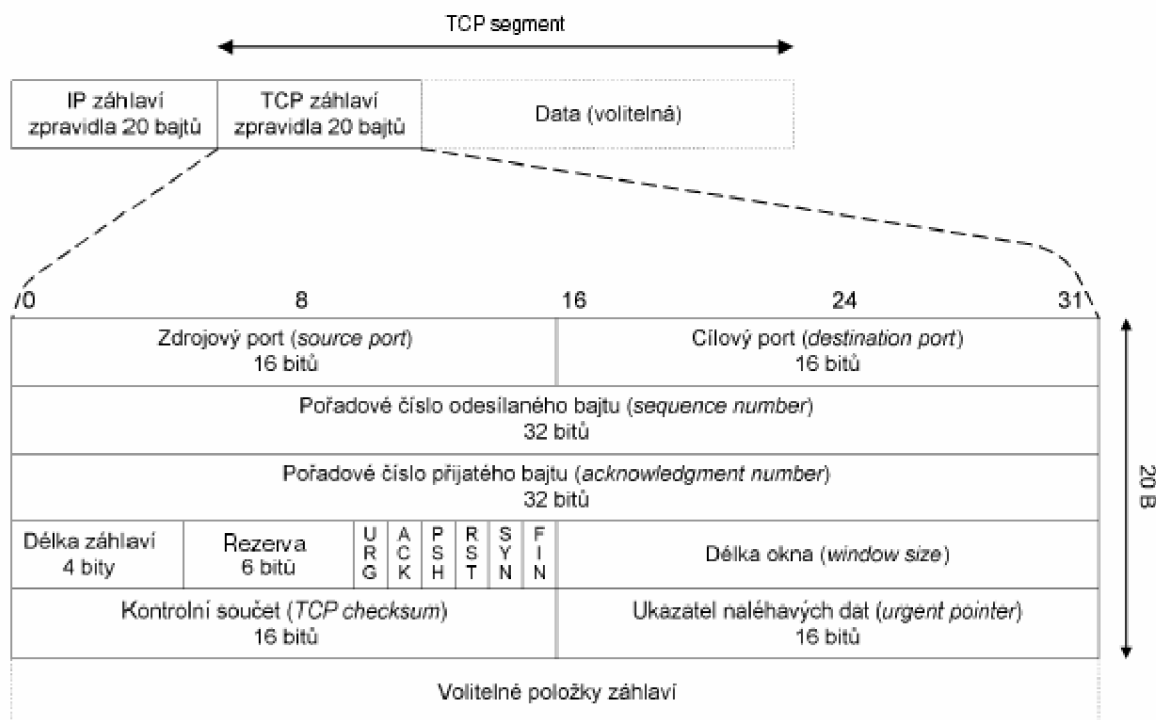 TCP segment
IP záhlaví
zpravidla 20 bajtů
TCP záhlaví
zpravidla 20 bajtů
Data (volitelná)
0 8 16 24 31
Zdrojový port (source port)
16 bitů
Cílový port (destination port)
16 bitů
Pořadové číslo odesílaného bajtu (sequence number)
32 bitů
Pořadové číslo přijatého bajtu (acknowledgment number)
32 bitů
Délka záhlaví
4 bity
Rezerva
6 bitů
URG
ACK
PSH
RST
SYN
FIN
Délka okna (window size)
Kontrolní součet (TCP checksum)
16 bitů
Ukazatel naléhavých dat (urgent pointer)
16 bitů
20 B
Volitelné položky záhlaví